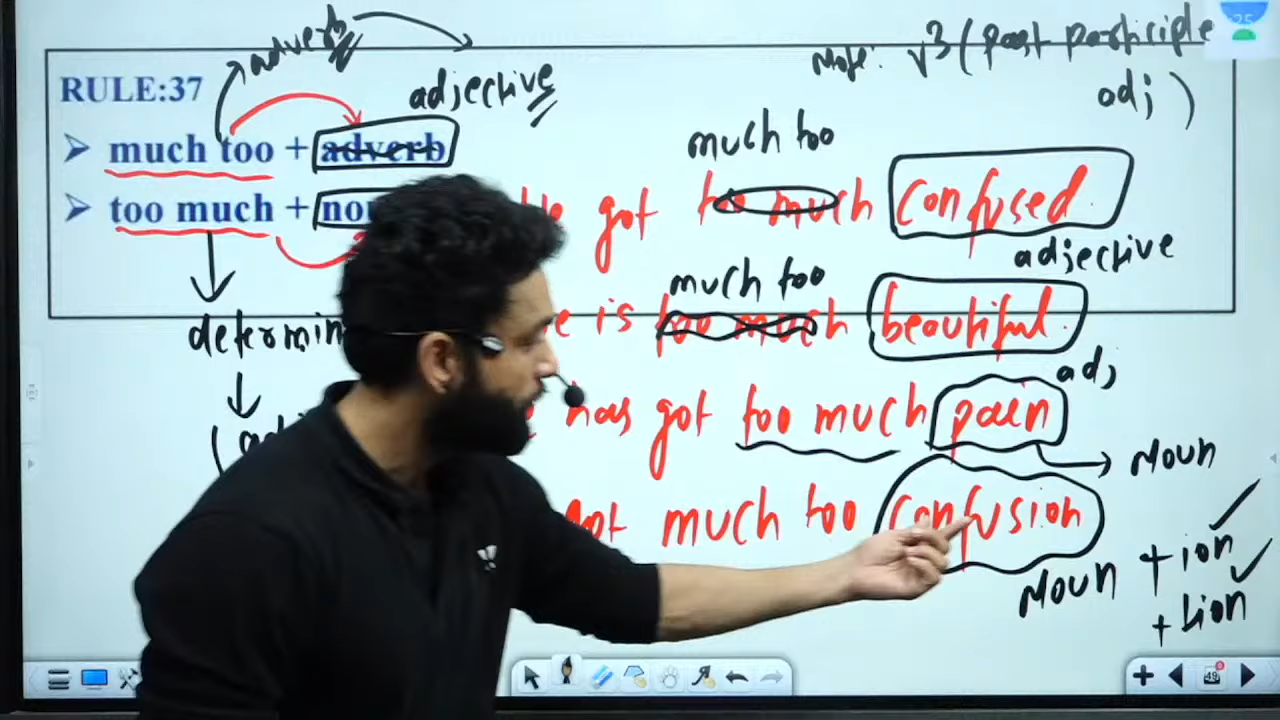 adverb
Note: v3 (past participle
adj)
RULE:37
adjective
much too + adverb
much too
too much +
got too much confused.
adjective
much too
is too much beautiful.
adj
determin
has got too much pain
Noun
got much too confusion
Noun +ion
+tion
49